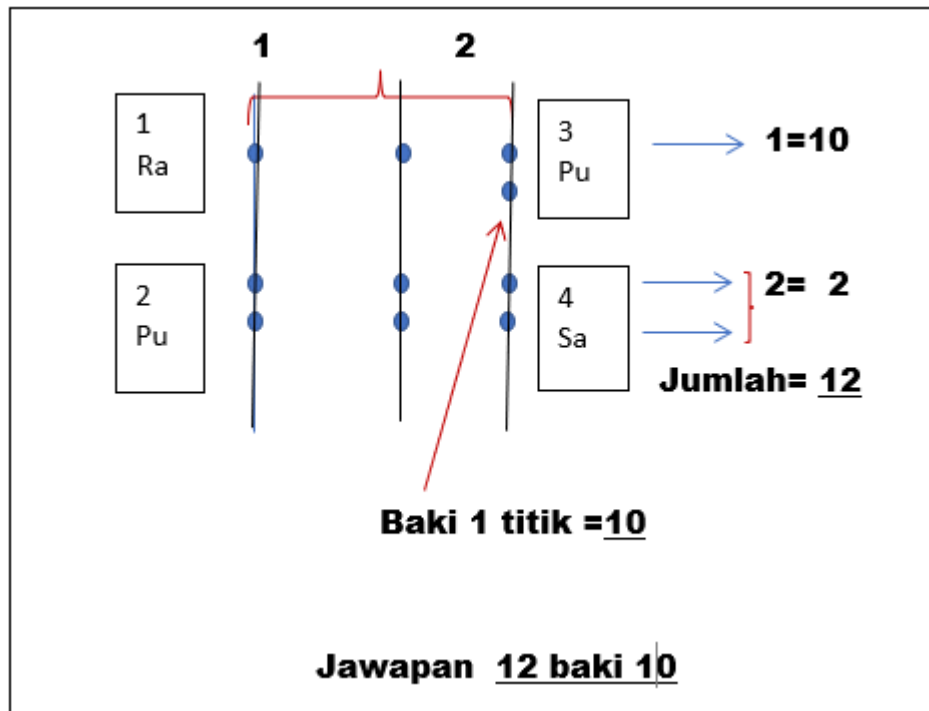 1 2
1
Ra
3
Pu
1=10
2
Pu
4
Sa
2= 2
Jumlah= 12
Baki 1 titik =10
Jawapan 12 baki 10